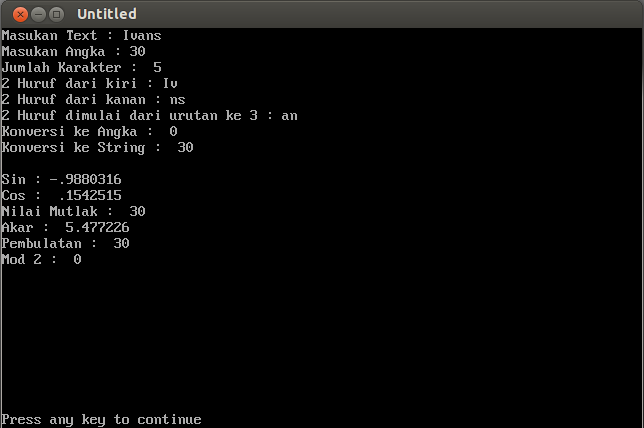 Untitled
Masukan Text : Ivans
Masukan Angka : 30
Jumlah Karakter :  5
2 Huruf dari kiri : Iv
2 Huruf dari kanan : ns
2 Huruf dimulai dari urutan ke 3 : an
Konversi ke Angka :  0
Konversi ke String :  30
Sin : -.9880316
Cos :  .1542515
Nilai Mutlak :  30
Akar :  5.477226
Pembulatan :  30
Mod 2 :  0
Press any key to continue